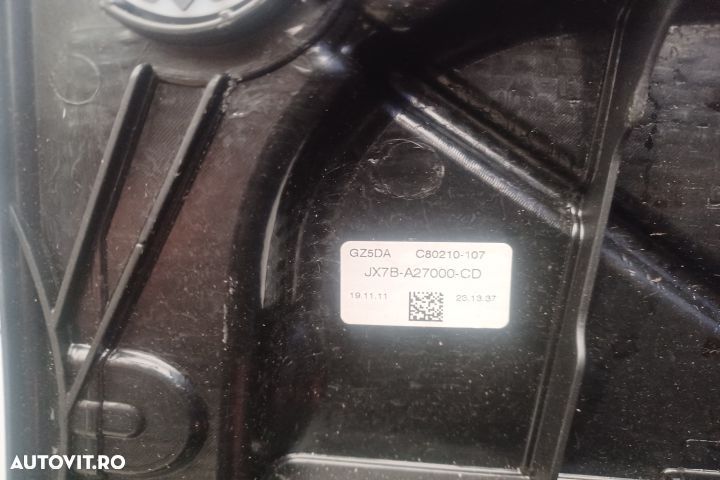 GZ5DA C80210-107
JX7B-A27000-CD
19.11.11 23.13.37
AUTOVIT.RO